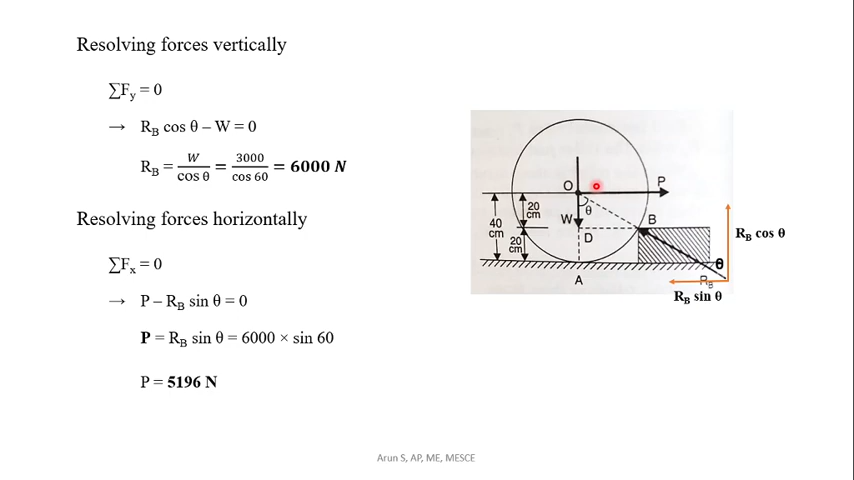 Resolving forces vertically
∑Fy = 0
→ RB cos θ – W = 0
RB = W / cos θ = 3000 / cos 60 = 6000 N
Resolving forces horizontally
∑Fx = 0
→ P – RB sin θ = 0
P = RB sin θ = 6000 × sin 60
P = 5196 N
O
P
20 cm
θ
W
B
40 cm
D
20 cm
RB cos θ
θ
RB
A
RB sin θ
Arun S, AP, ME, MESCE